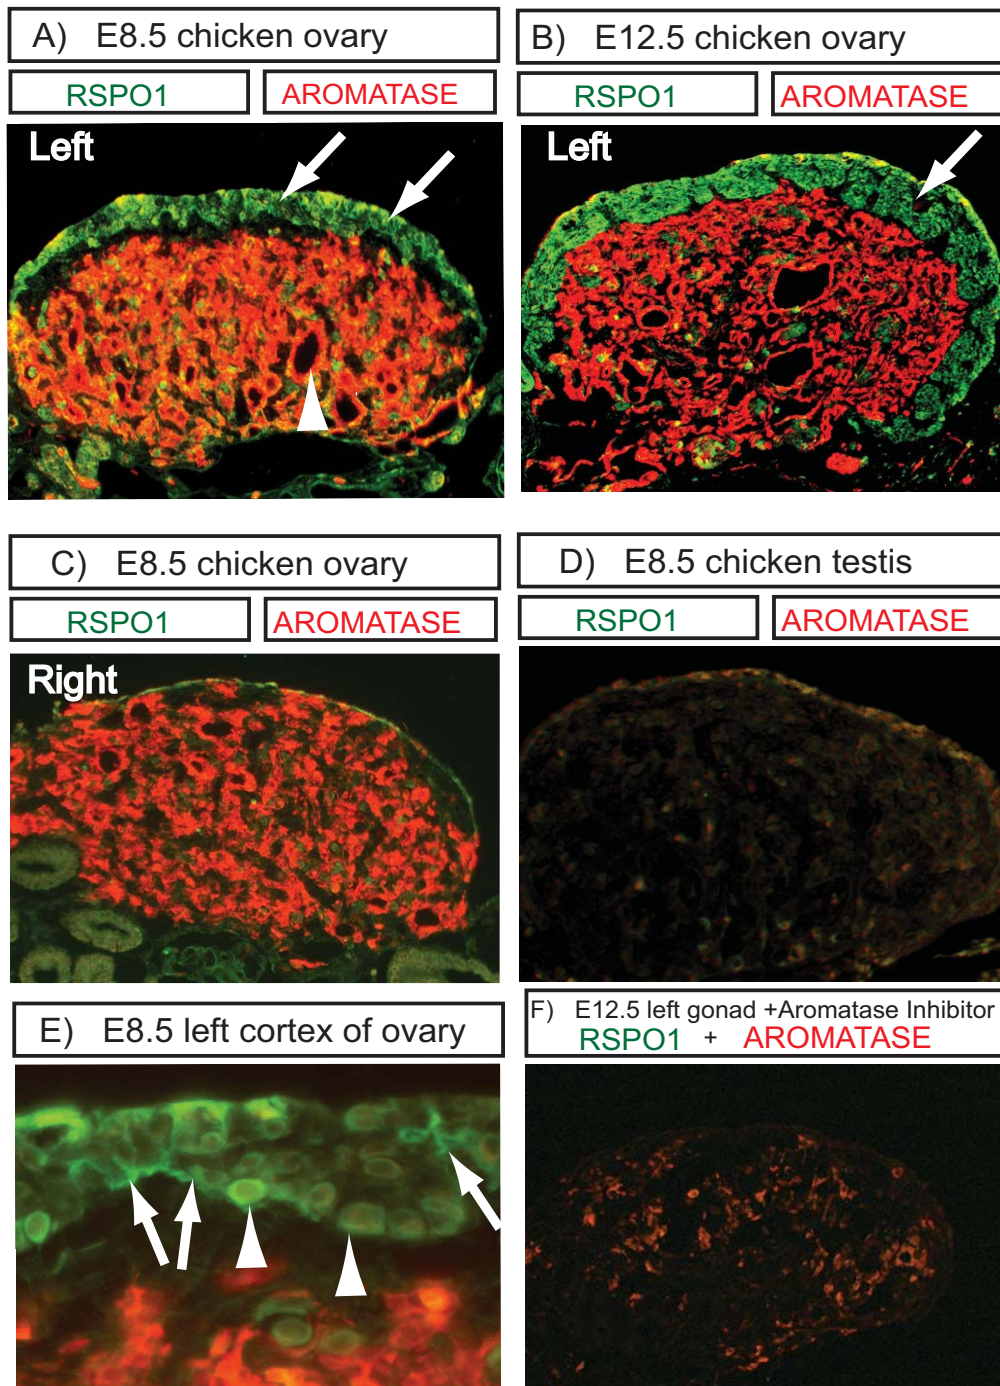 A) E8.5 chicken ovary
RSPO1 AROMATASE
Left
B) E12.5 chicken ovary
RSPO1 AROMATASE
Left
C) E8.5 chicken ovary
RSPO1 AROMATASE
Right
D) E8.5 chicken testis
RSPO1 AROMATASE
E) E8.5 left cortex of ovary
F) E12.5 left gonad +Aromatase Inhibitor
RSPO1 + AROMATASE